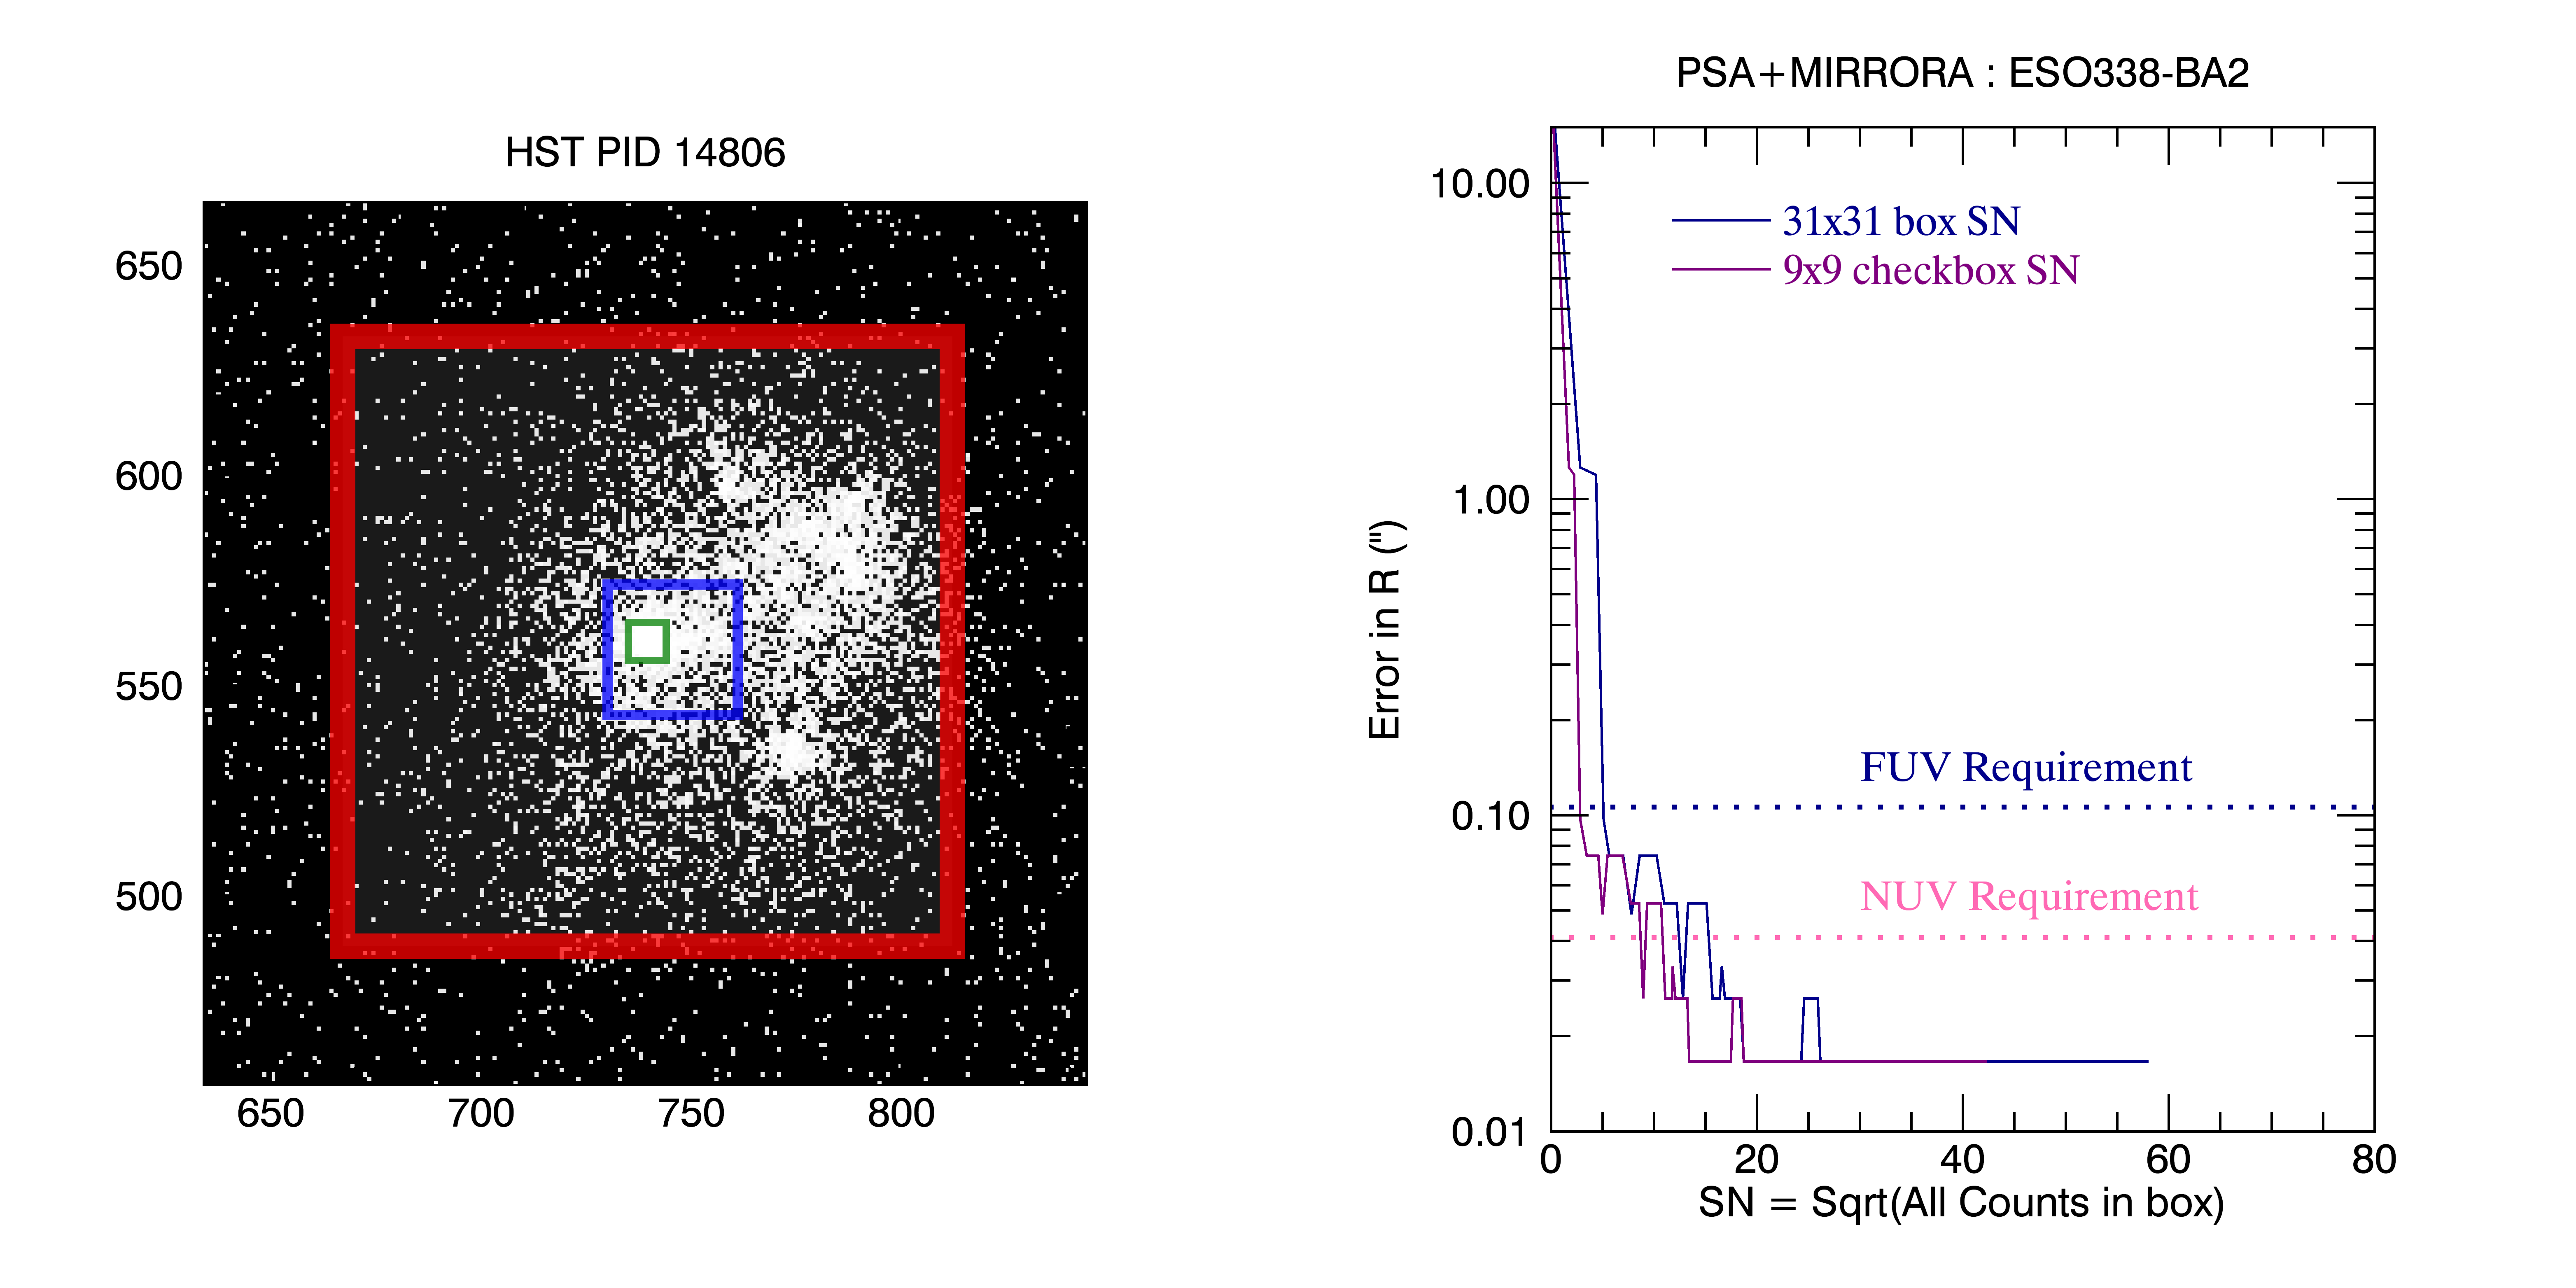 HST PID 14806
650
600
550
500
650 700 750 800
PSA+MIRRORA : ESO338-BA2
10.00
1.00
0.10
0.01
Error in R (")
31x31 box SN
9x9 checkbox SN
FUV Requirement
NUV Requirement
0 20 40 60 80
SN = Sqrt(All Counts in box)